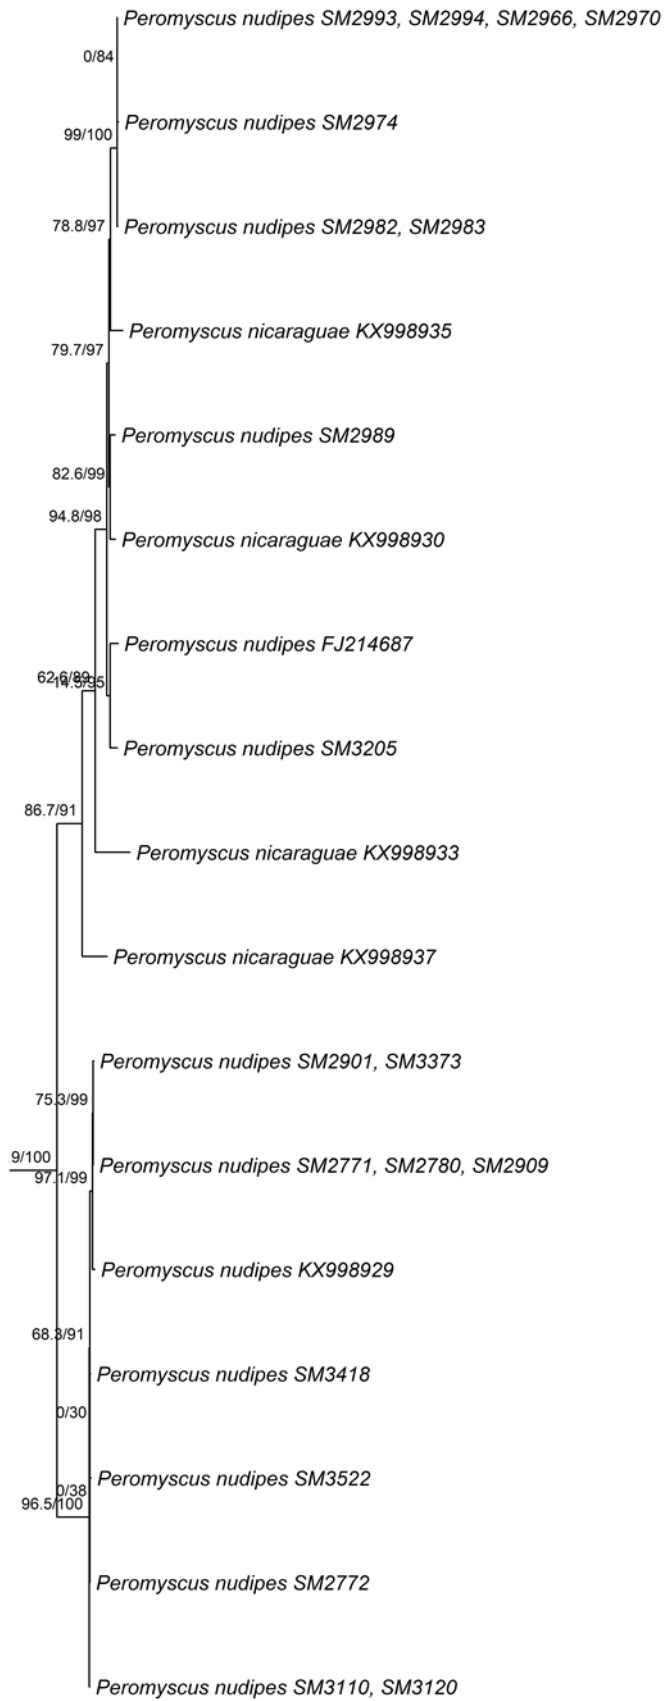 Peromyscus nudipes SM2993, SM2994, SM2966, SM2970
0/84
Peromyscus nudipes SM2974
99/100
Peromyscus nudipes SM2982, SM2983
78.8/97
Peromyscus nicaraguae KX998935
79.7/97
Peromyscus nudipes SM2989
82.6/99
94.8/98
Peromyscus nicaraguae KX998930
Peromyscus nudipes FJ214687
62.6/89
14.5/95
Peromyscus nudipes SM3205
86.7/91
Peromyscus nicaraguae KX998933
Peromyscus nicaraguae KX998937
Peromyscus nudipes SM2901, SM3373
75.3/99
9/100
Peromyscus nudipes SM2771, SM2780, SM2909
97.1/99
Peromyscus nudipes KX998929
68.3/91
Peromyscus nudipes SM3418
0/30
Peromyscus nudipes SM3522
0/38
96.5/100
Peromyscus nudipes SM2772
Peromyscus nudipes SM3110, SM3120